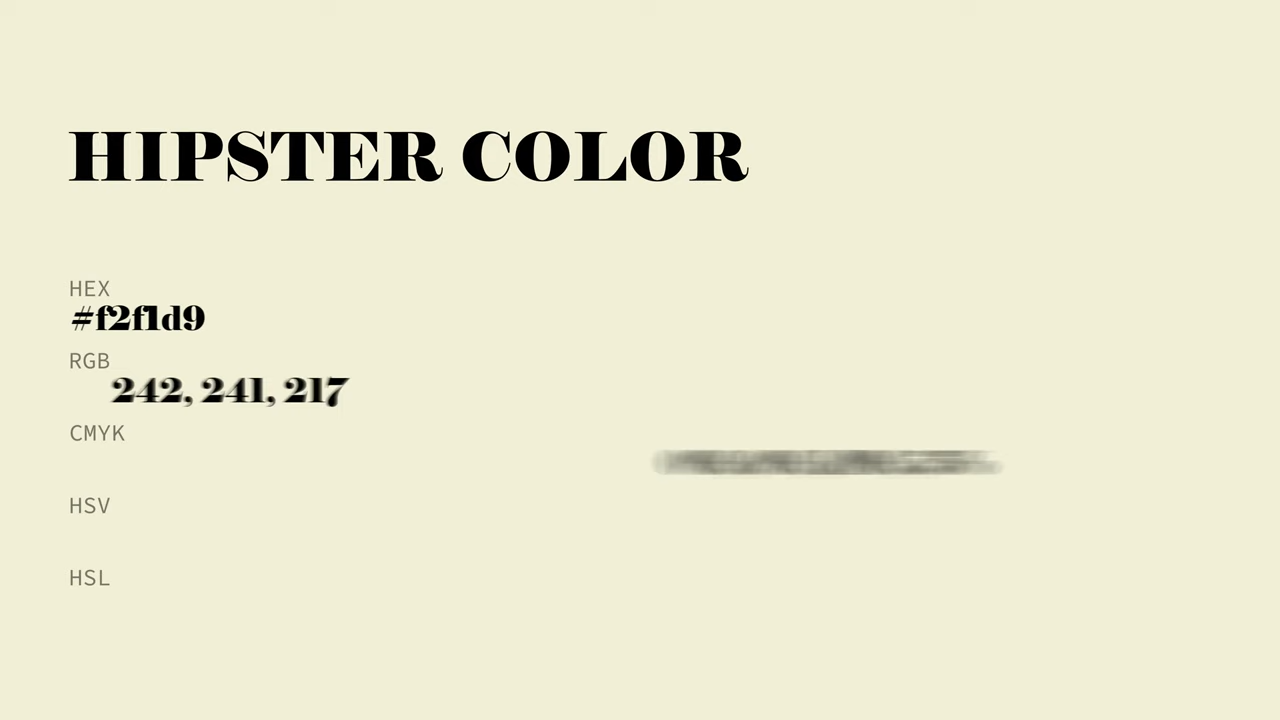 HIPSTER COLOR
HEX
#f2f1d9
RGB
242, 241, 217
CMYK
HSV
HSL